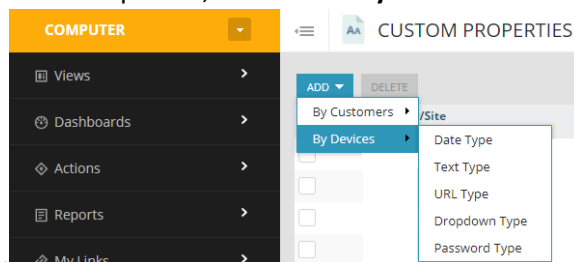 COMPUTER
CUSTOM PROPERTIES
Views
ADD
DELETE
By Customers
/Site
Dashboards
By Devices
Date Type
Actions
Text Type
URL Type
Reports
Dropdown Type
My Links
Password Type